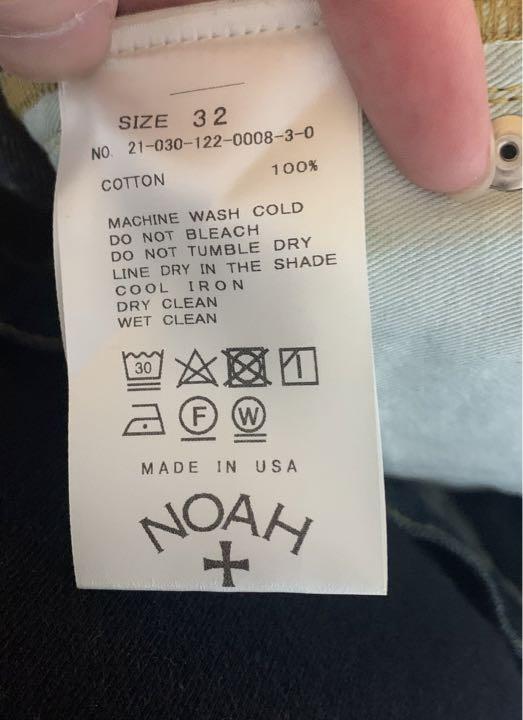 SIZE 32
NO. 21-030-122-0008-3-0
COTTON 100%
MACHINE WASH COLD
DO NOT BLEACH
DO NOT TUMBLE DRY
LINE DRY IN THE SHADE
COOL IRON
DRY CLEAN
WET CLEAN
30
F W
MADE IN USA
NOAH